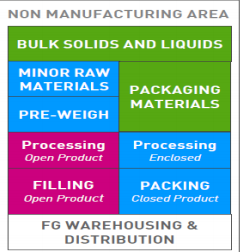 NON MANUFACTURING AREA
BULK SOLIDS AND LIQUIDS
MINOR RAW
MATERIALS
PACKAGING
MATERIALS
PRE-WEIGH
Processing
Open Product
Processing
Enclosed
FILLING
Open Product
PACKING
Closed Product
FG WAREHOUSING &
DISTRIBUTION